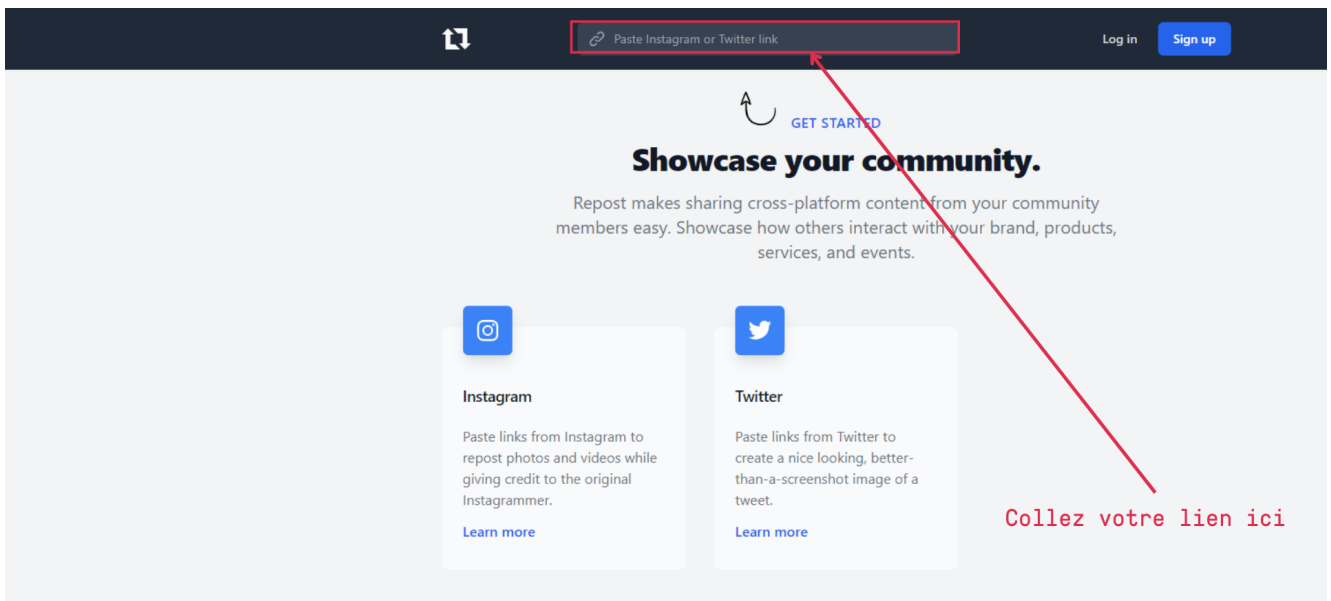 Paste Instagram or Twitter link
Log in
Sign up
GET STARTED
Showcase your community.
Repost makes sharing cross-platform content from your community
members easy. Showcase how others interact with your brand, products,
services, and events.
Instagram
Paste links from Instagram to
repost photos and videos while
giving credit to the original
Instagrammer.
Learn more
Twitter
Paste links from Twitter to
create a nice looking, better-
than-a-screenshot image of a
tweet.
Learn more
Collez votre lien ici